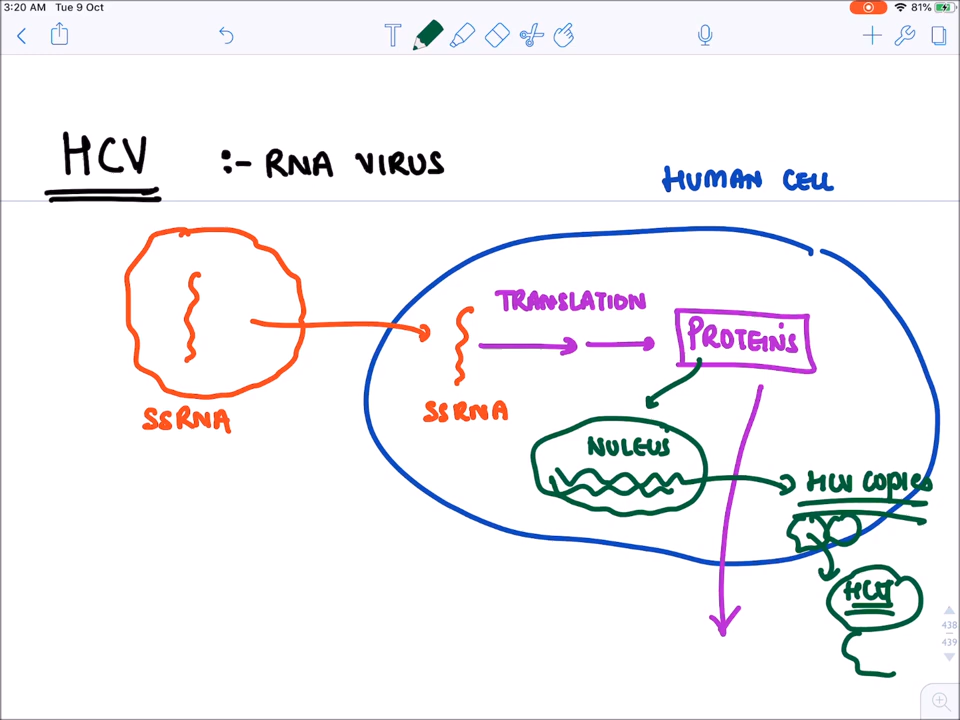 3:20 AM Tue 9 Oct
81%
T
HCV :- RNA VIRUS
HUMAN CELL
TRANSLATION
PROTEINS
SSRNA
SSRNA
NULEUS
HCV COPIES
HCV
438
439